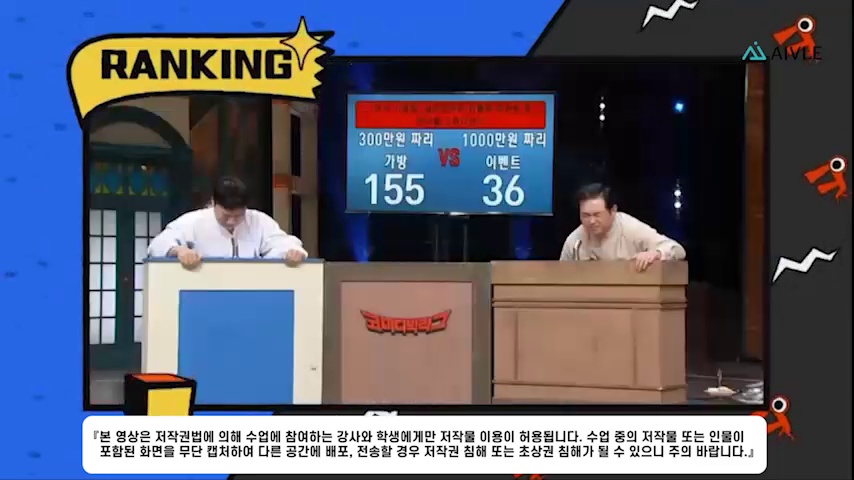 RANKING
AIVLE
300만원 짜리
VS
1000만원 짜리
가방
이벤트
155
36
코미디빅리그
『본 영상은 저작권법에 의해 수업에 참여하는 강사와 학생에게만 저작물 이용이 허용됩니다. 수업 중의 저작물 또는 인물이
포함된 화면을 무단 캡처하여 다른 공간에 배포, 전송할 경우 저작권 침해 또는 초상권 침해가 될 수 있으니 주의 바랍니다.』